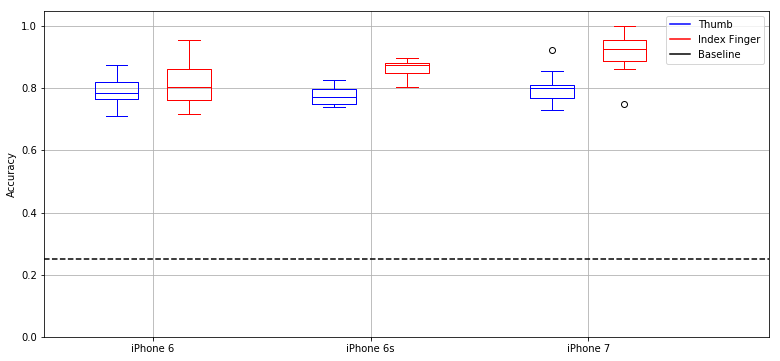 1.0
0.8
0.6
0.4
0.2
0.0
Accuracy
Thumb
Index Finger
Baseline
iPhone 6
iPhone 6s
iPhone 7